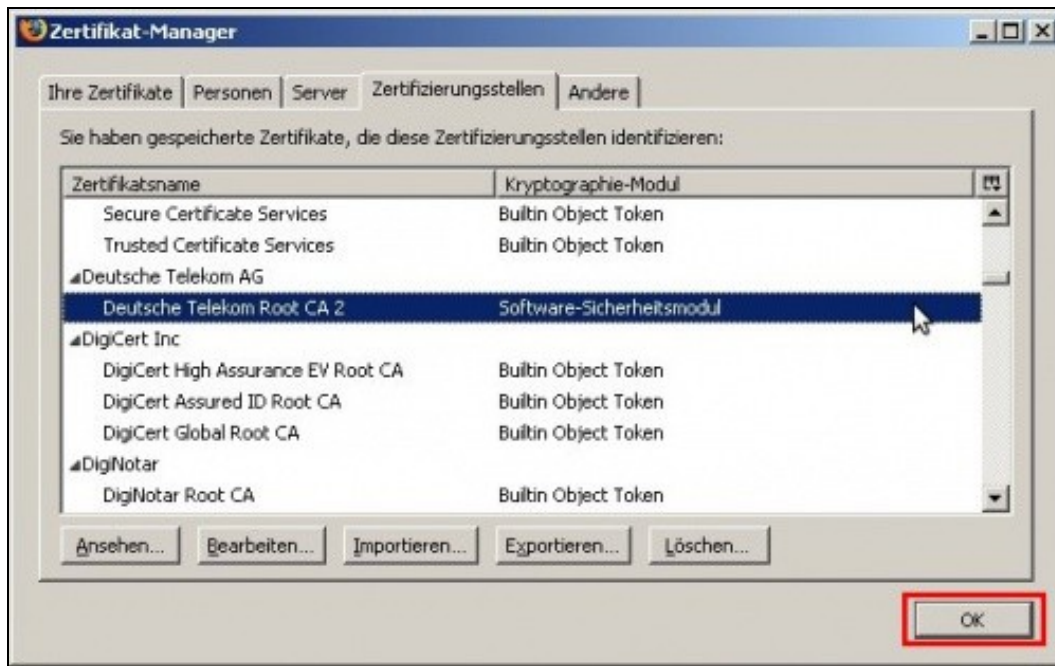 Zertifikat-Manager
Ihre Zertifikate Personen Server Zertifizierungsstellen Andere
Sie haben gespeicherte Zertifikate, die diese Zertifizierungsstellen identifizieren:
Zertifikatsname Kryptographie-Modul
Secure Certificate Services Builtin Object Token
Trusted Certificate Services Builtin Object Token
Deutsche Telekom AG
Deutsche Telekom Root CA 2 Software-Sicherheitsmodul
DigiCert Inc
DigiCert High Assurance EV Root CA Builtin Object Token
DigiCert Assured ID Root CA Builtin Object Token
DigiCert Global Root CA Builtin Object Token
DigiNotar
DigiNotar Root CA Builtin Object Token
Ansehen... Bearbeiten... Importieren... Exportieren... Löschen...
OK